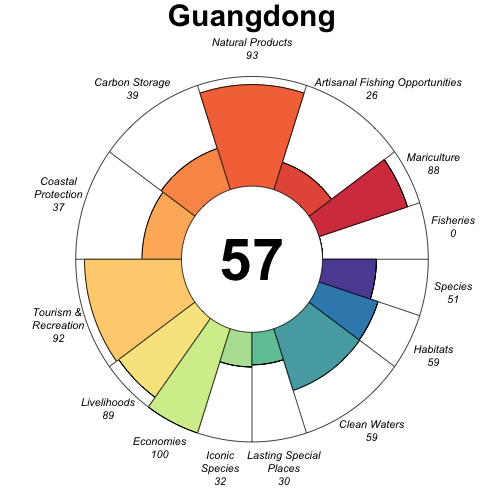 Guangdong
Natural Products
93
Artisanal Fishing Opportunities
26
Mariculture
88
Fisheries
0
Species
51
Habitats
59
Clean Waters
59
Lasting Special
Places
30
Iconic
Species
32
Economies
100
Livelihoods
89
Tourism &
Recreation
92
Coastal
Protection
37
Carbon Storage
39
57